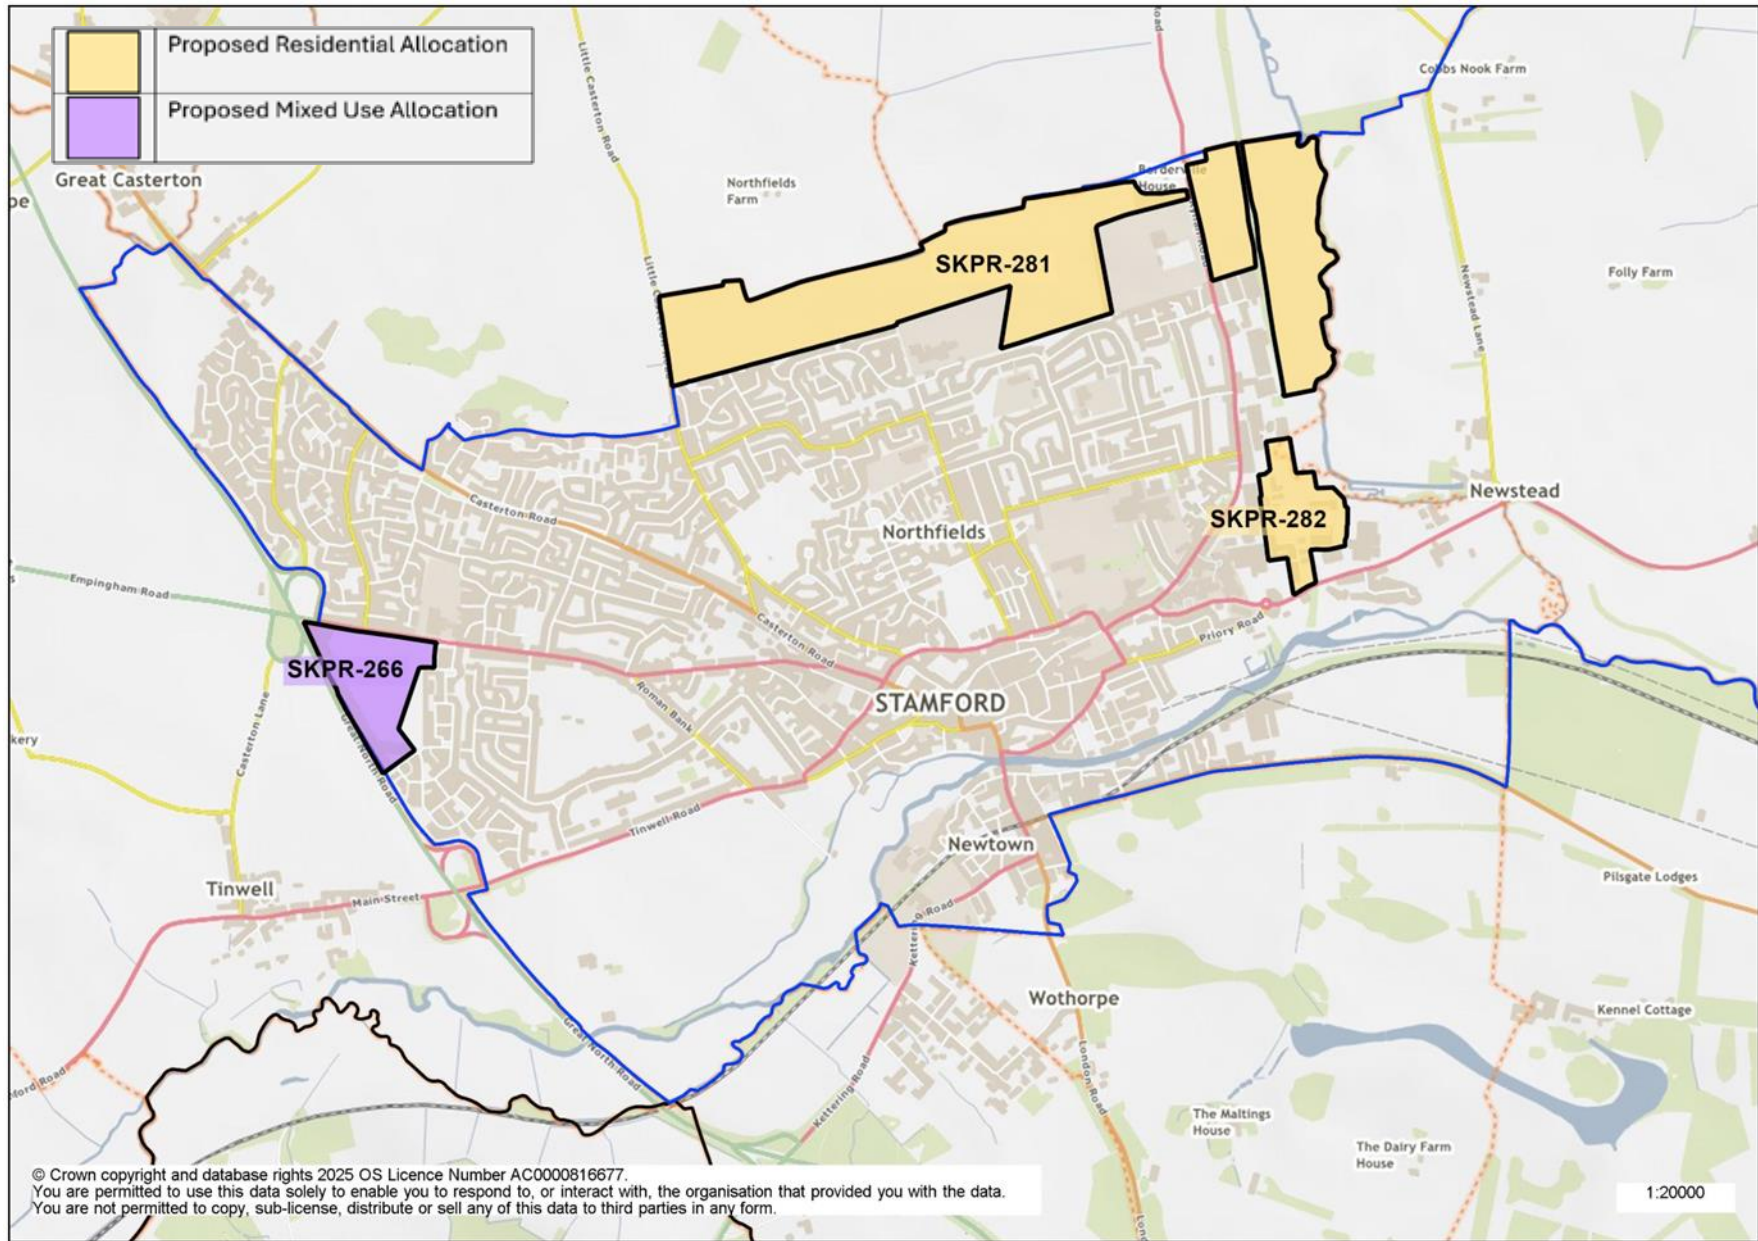 Proposed Residential Allocation
Proposed Mixed Use Allocation
Great Casterton
Little Casterton Road
Northfields
Farm
Road
Cobbs Nook Farm
Borderville
House
Folly Farm
Newstead Lane
SKPR-281
Casterton Road
Northfields
SKPR-282
Newstead
Empingham Road
SKPR-266
Casterton Lane
Great North Road
Roman Bank
Casterton Road
STAMFORD
Priory Road
kery
Tinwell Road
Newtown
Tinwell
Main Street
Kettering Road
Pilsgate Lodges
Wothorpe
Kennel Cottage
Great North Road
Kettering Road
London Road
The Maltings
House
The Dairy Farm
House
© Crown copyright and database rights 2025 OS Licence Number AC0000816677.
You are permitted to use this data solely to enable you to respond to, or interact with, the organisation that provided you with the data.
You are not permitted to copy, sub-license, distribute or sell any of this data to third parties in any form.
1:20000